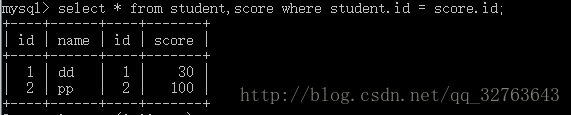 mysql> select * from student,score where student.id = score.id;
+----+------+----+-------+
| id | name | id | score |
+----+------+----+-------+
|  1 | dd   |  1 |    30 |
|  2 | pp   |  2 |   100 |
+----+------+----+-------+
http://blog.csdn.net/qq_32763643